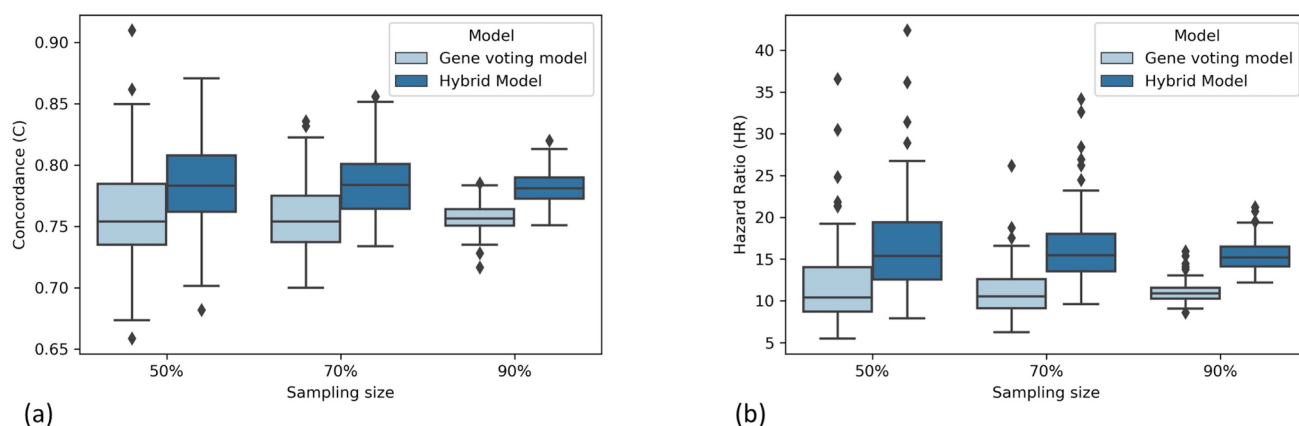 Model
Gene voting model
Hybrid Model
0.90
0.85
0.80
0.75
0.70
0.65
Concordance (C)
50%
70%
90%
Sampling size
(a)
Model
Gene voting model
Hybrid Model
40
35
30
25
20
15
10
5
Hazard Ratio (HR)
50%
70%
90%
Sampling size
(b)